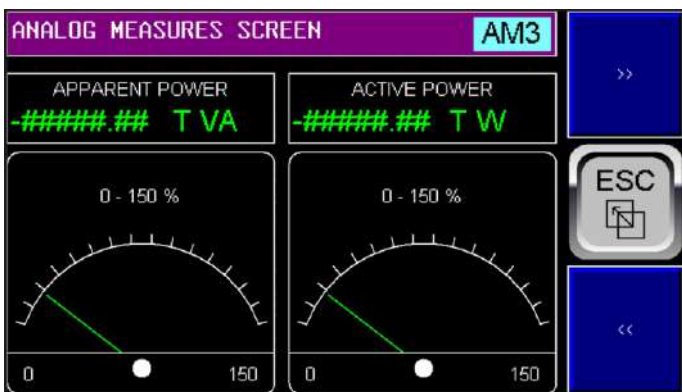 ANALOG MEASURES SCREEN
AM3
>>
APPARENT POWER
-#####.## T VA
ACTIVE POWER
-#####.## T W
ESC
0 - 150 %
0 - 150 %
<<
0
150
0
150